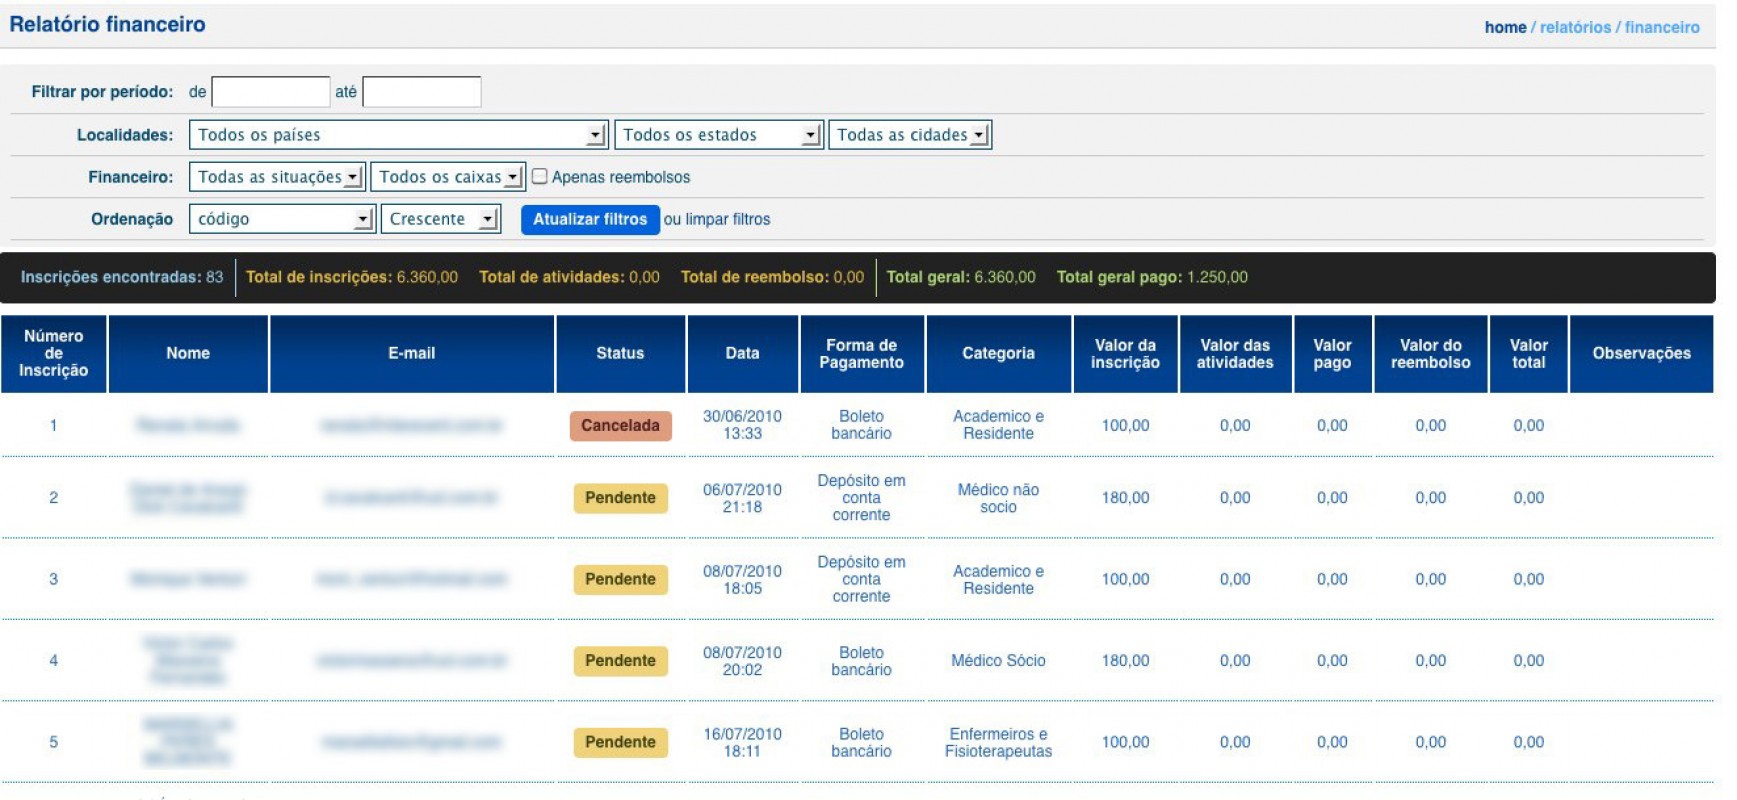 Relatório financeiro
home / relatórios / financeiro
Filtrar por período: de até
Localidades: Todos os países Todos os estados Todas as cidades
Financeiro: Todas as situações Todos os caixas Apenas reembolsos
Ordenação código Crescente Atualizar filtros ou limpar filtros
Inscrições encontradas: 83 Total de inscrições: 6.360,00 Total de atividades: 0,00 Total de reembolso: 0,00 Total geral: 6.360,00 Total geral pago: 1.250,00
Número de Inscrição Nome E-mail Status Data Forma de Pagamento Categoria Valor da inscrição Valor das atividades Valor pago Valor do reembolso Valor total Observações
1 Cancelada 30/06/2010 13:33 Boleto bancário Academico e Residente 100,00 0,00 0,00 0,00 0,00
2 Pendente 06/07/2010 21:18 Depósito em conta corrente Médico não socio 180,00 0,00 0,00 0,00 0,00
3 Pendente 08/07/2010 18:05 Depósito em conta corrente Academico e Residente 100,00 0,00 0,00 0,00 0,00
4 Pendente 08/07/2010 20:02 Boleto bancário Médico Sócio 180,00 0,00 0,00 0,00 0,00
5 Pendente 16/07/2010 18:11 Boleto bancário Enfermeiros e Fisioterapeutas 100,00 0,00 0,00 0,00 0,00